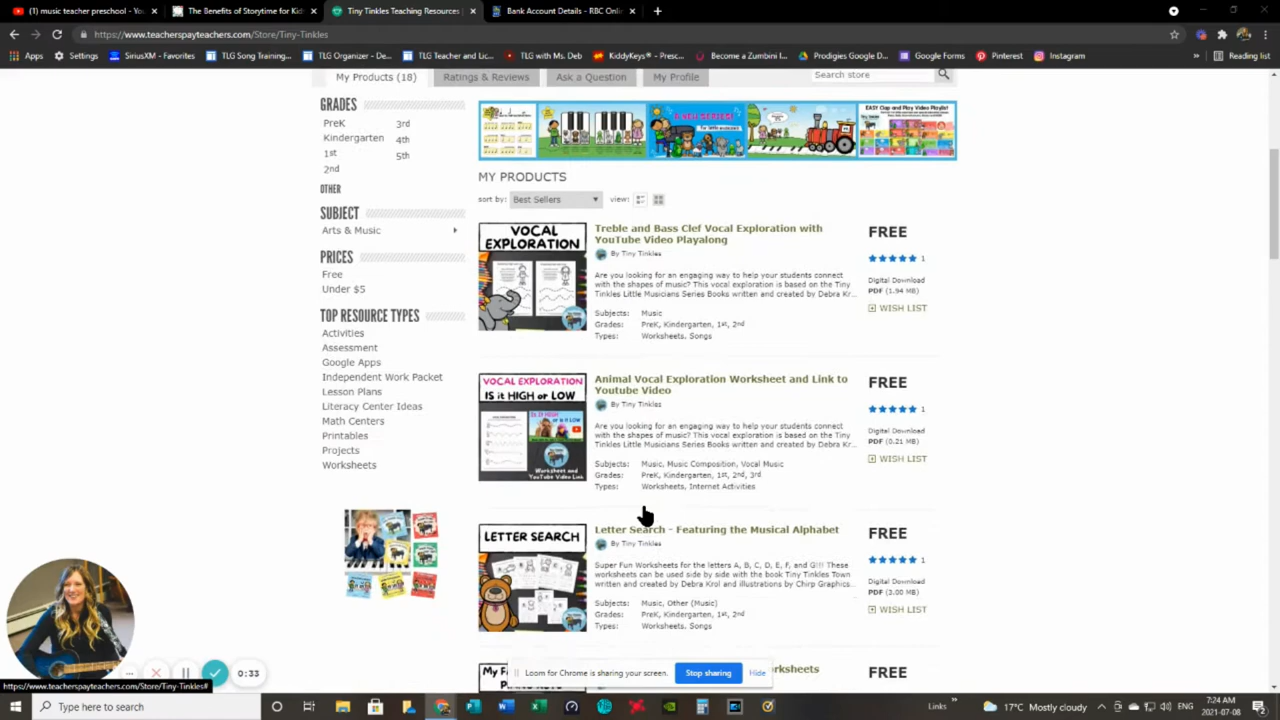 (1) music teacher preschool - You
The Benefits of Storytime for Kid
Tiny Tinkles Teaching Resources
Bank Account Details - RBC Onli
https://www.teacherspayteachers.com/Store/Tiny-Tinkles
Apps
SiriusXM - Favorites
TLG Song Training...
TLG Organizer - Go...
TLG Teacher and Lic...
TLG with Ms. Deb
KiddyKeys® - Presc...
Become a Zumbini I...
Prodigies Google D...
Google Forms
Pinterest
Instagram
»
Reading list
My Products (18)
Ratings & Reviews
Ask a Question
My Profile
Search store
GRADES
PreK
3rd
Kindergarten
4th
1st
5th
2nd
OTHER
SUBJECT
Arts & Music
PRICES
Free
Under $5
TOP RESOURCE TYPES
Activities
Assessment
Google Apps
Independent Work Packet
Lesson Plans
Literacy Center Ideas
Math Centers
Printables
Projects
Worksheets
EASY Clap and Play Video Playlist
MY PRODUCTS
sort by:
Best Sellers
view:
VOCAL
EXPLORATION
Treble and Bass Clef Vocal Exploration with
YouTube Video Playalong
By Tiny Tinkles
Are you looking for an engaging way to help your students connect
with the shapes of music? This vocal exploration is based on the Tiny
Tinkles Little Musicians Series Books written and created by Debra Kr...
Subjects: Music
Grades: PreK, Kindergarten, 1st, 2nd
Types: Worksheets, Songs
FREE
1
Digital Download
PDF (1.94 MB)
WISH LIST
VOCAL EXPLORATION
IS it HIGH or LOW
Worksheet and
YouTube Video Link
Animal Vocal Exploration Worksheet and Link to
Youtube Video
By Tiny Tinkles
Are you looking for an engaging way to help your students connect
with the shapes of music? This vocal exploration is based on the Tiny
Tinkles Little Musicians Series Books written and created by Debra Kr...
Subjects: Music, Music Composition, Vocal Music
Grades: PreK, Kindergarten, 1st, 2nd, 3rd
Types: Worksheets, Internet Activities
FREE
1
Digital Download
PDF (0.21 MB)
WISH LIST
LETTER SEARCH
Letter Search - Featuring the Musical Alphabet
By Tiny Tinkles
Super Fun Worksheets for the letters A, B, C, D, E, F, and G!!! These
worksheets can be used side by side with the book Tiny Tinkles Town
written and created by Debra Krol and illustrations by Chirp Graphics...
Subjects: Music, Other (Music)
Grades: PreK, Kindergarten, 1st, 2nd
Types: Worksheets, Songs
FREE
1
Digital Download
PDF (3.00 MB)
WISH LIST
rksheets
FREE
Loom for Chrome is sharing your screen.
Stop sharing
Hide
0:33
https://www.teacherspayteachers.com/Store/Tiny-Tinkles#
Type here to search
Links
»
17°C Mostly cloudy
7:24 AM
2021-07-08